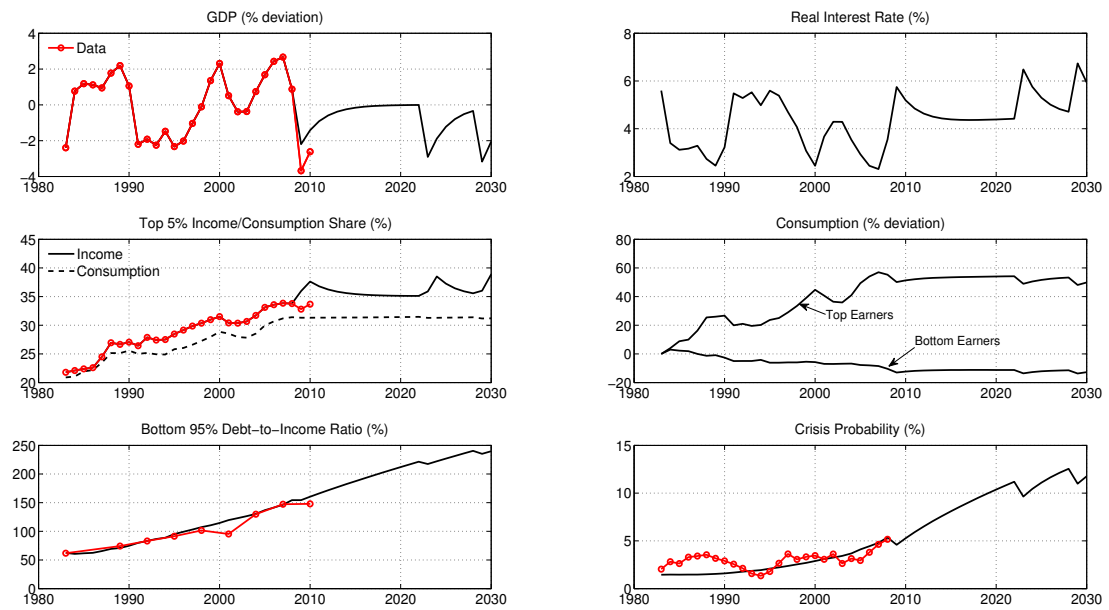 GDP (% deviation)
4
2
0
−2
−4
Data
1980 1990 2000 2010 2020 2030
Real Interest Rate (%)
8
6
4
2
1980 1990 2000 2010 2020 2030
Top 5% Income/Consumption Share (%)
45
40
35
30
25
20
Income
Consumption
1980 1990 2000 2010 2020 2030
Consumption (% deviation)
80
60
40
20
0
−20
Top Earners
Bottom Earners
1980 1990 2000 2010 2020 2030
Bottom 95% Debt−to−Income Ratio (%)
250
200
150
100
50
0
1980 1990 2000 2010 2020 2030
Crisis Probability (%)
15
10
5
0
1980 1990 2000 2010 2020 2030